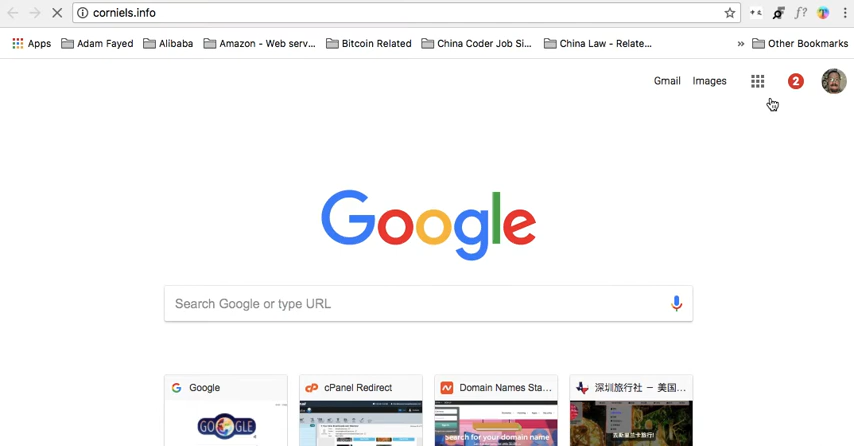 corniels.info
Apps Adam Fayed Alibaba Amazon - Web serv... Bitcoin Related China Coder Job Si... China Law - Relate... » Other Bookmarks
Gmail Images 2
Google
Search Google or type URL
Google cPanel Redirect Domain Names Sta... 深圳旅行社 － 美国...
GOOGLE Search for your domain name